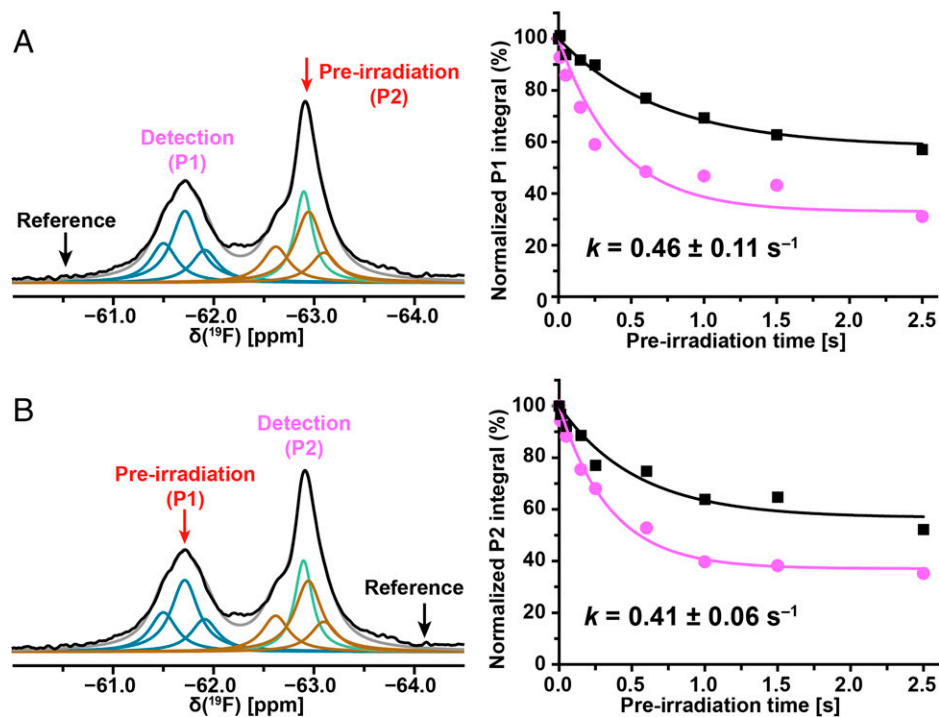 A
Pre-irradiation
(P2)
Detection
(P1)
Reference
−61.0 −62.0 −63.0 −64.0
δ(¹⁹F) [ppm]
Normalized P1 integral (%)
100
80
60
40
20
0
k = 0.46 ± 0.11 s⁻¹
0.0 0.5 1.0 1.5 2.0 2.5
Pre-irradiation time [s]
B
Detection
(P2)
Pre-irradiation
(P1)
Reference
−61.0 −62.0 −63.0 −64.0
δ(¹⁹F) [ppm]
Normalized P2 integral (%)
100
80
60
40
20
0
k = 0.41 ± 0.06 s⁻¹
0.0 0.5 1.0 1.5 2.0 2.5
Pre-irradiation time [s]